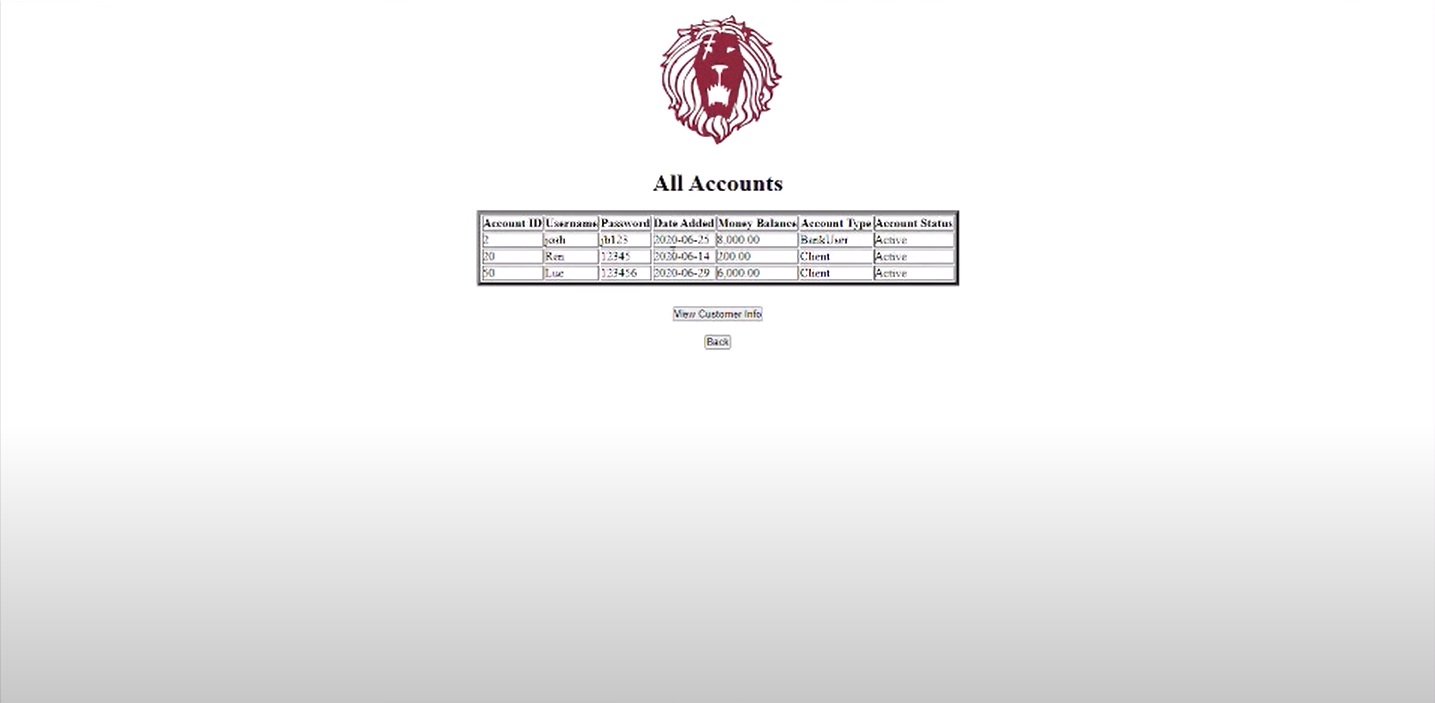 All Accounts
Account ID Username Password Date Added Money Balance Account Type Account Status
2 josh jb123 2020-06-25 8,000.00 BankUser Active
20 Ren 12345 2020-06-14 200.00 Client Active
50 123456 2020-06-29 6,000.00 Client Active
View Customer Info
Back